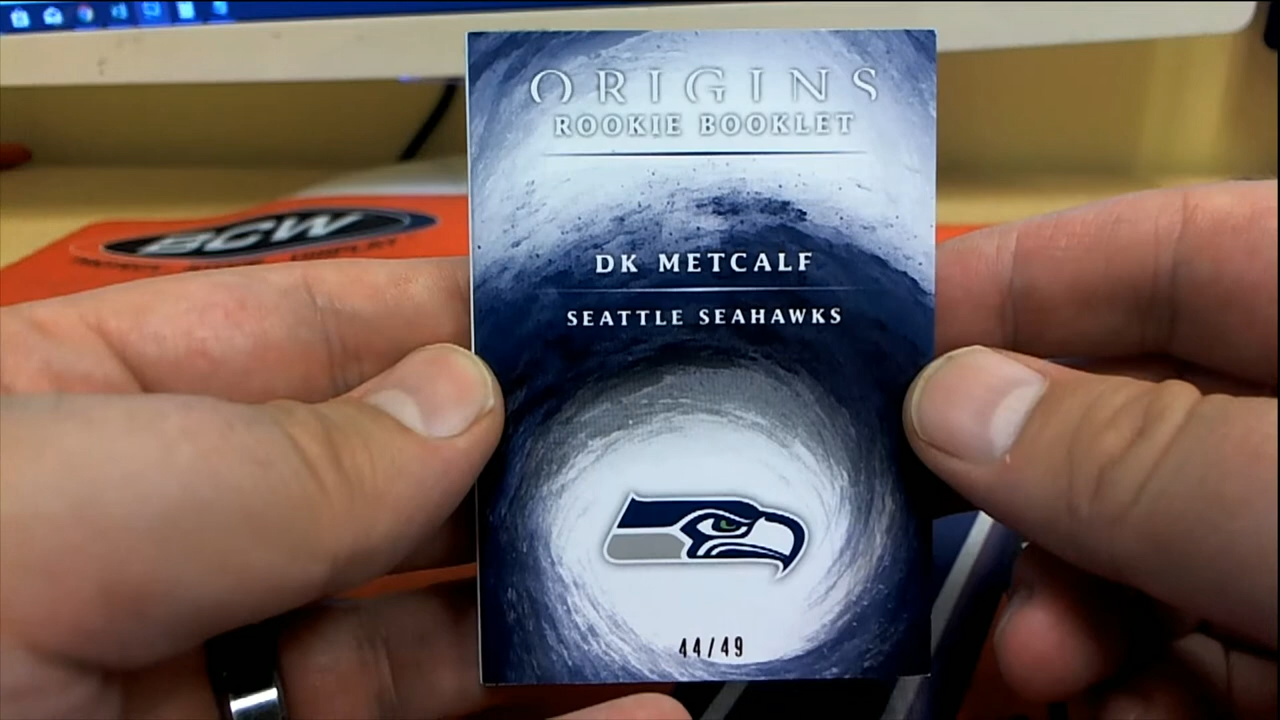 ORIGINS
ROOKIE BOOKLET
BCW
DK METCALF
SEATTLE SEAHAWKS
44/49